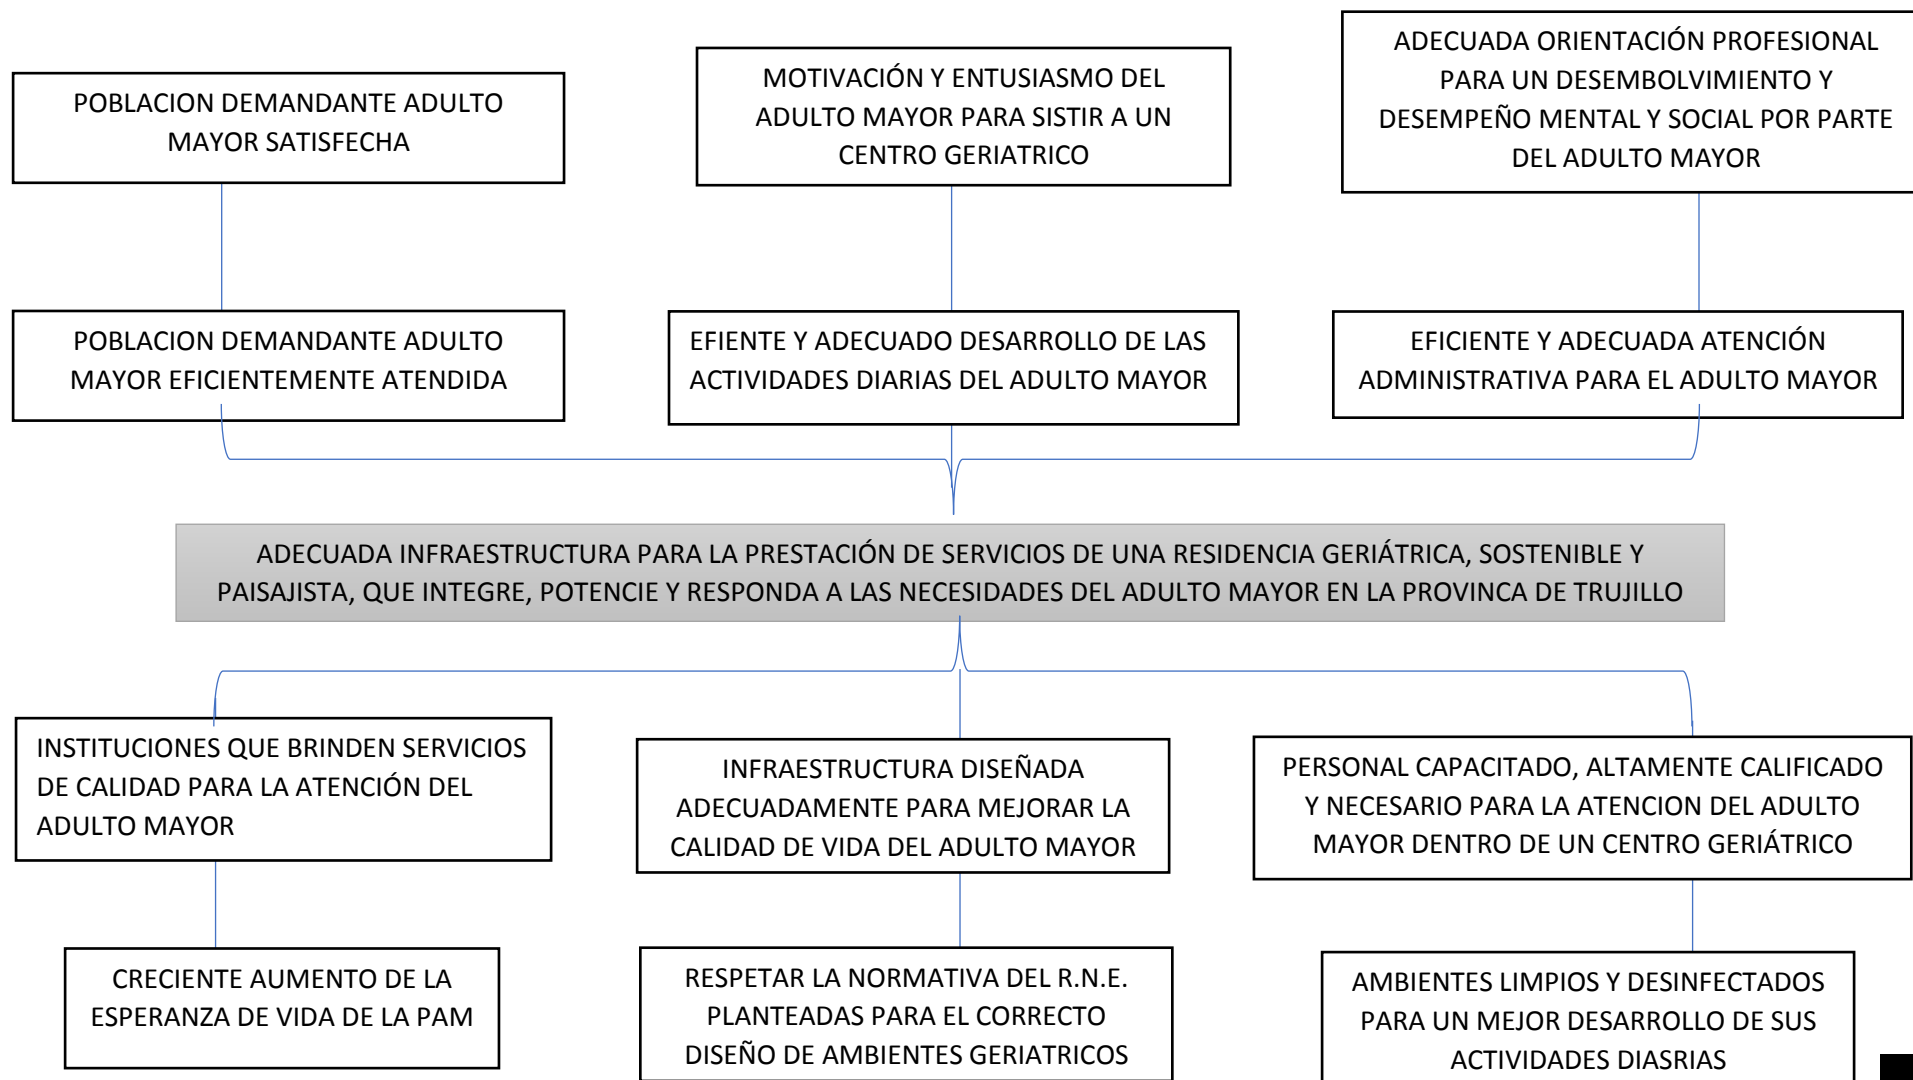 POBLACION DEMANDANTE ADULTO
MAYOR SATISFECHA
MOTIVACIÓN Y ENTUSIASMO DEL
ADULTO MAYOR PARA SISTIR A UN
CENTRO GERIATRICO
ADECUADA ORIENTACIÓN PROFESIONAL
PARA UN DESEMBOLVIMIENTO Y
DESEMPEÑO MENTAL Y SOCIAL POR PARTE
DEL ADULTO MAYOR
POBLACION DEMANDANTE ADULTO
MAYOR EFICIENTEMENTE ATENDIDA
EFIENTE Y ADECUADO DESARROLLO DE LAS
ACTIVIDADES DIARIAS DEL ADULTO MAYOR
EFICIENTE Y ADECUADA ATENCIÓN
ADMINISTRATIVA PARA EL ADULTO MAYOR
ADECUADA INFRAESTRUCTURA PARA LA PRESTACIÓN DE SERVICIOS DE UNA RESIDENCIA GERIÁTRICA, SOSTENIBLE Y
PAISAJISTA, QUE INTEGRE, POTENCIE Y RESPONDA A LAS NECESIDADES DEL ADULTO MAYOR EN LA PROVINCA DE TRUJILLO
INSTITUCIONES QUE BRINDEN SERVICIOS
DE CALIDAD PARA LA ATENCIÓN DEL
ADULTO MAYOR
INFRAESTRUCTURA DISEÑADA
ADECUADAMENTE PARA MEJORAR LA
CALIDAD DE VIDA DEL ADULTO MAYOR
PERSONAL CAPACITADO, ALTAMENTE CALIFICADO
Y NECESARIO PARA LA ATENCION DEL ADULTO
MAYOR DENTRO DE UN CENTRO GERIÁTRICO
CRECIENTE AUMENTO DE LA
ESPERANZA DE VIDA DE LA PAM
RESPETAR LA NORMATIVA DEL R.N.E.
PLANTEADAS PARA EL CORRECTO
DISEÑO DE AMBIENTES GERIATRICOS
AMBIENTES LIMPIOS Y DESINFECTADOS
PARA UN MEJOR DESARROLLO DE SUS
ACTIVIDADES DIASRIAS